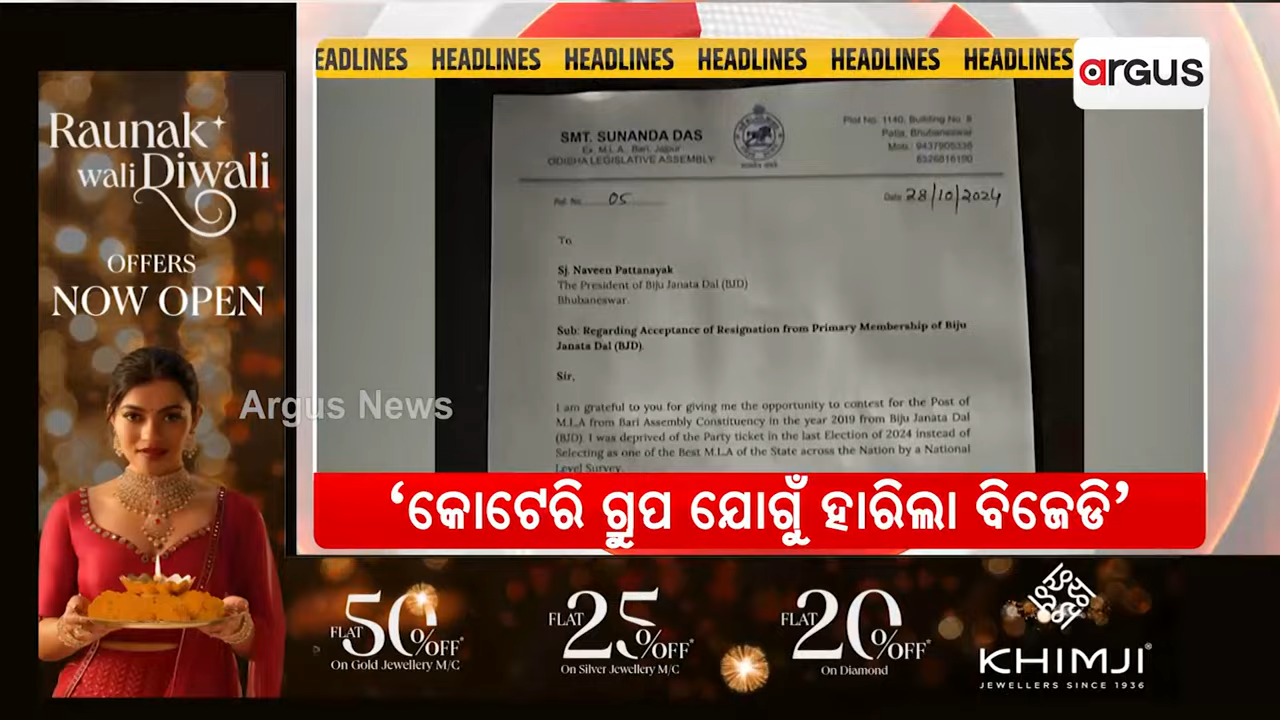 EADLINES HEADLINES HEADLINES HEADLINES HEADLINES HEADLINES
argus
Raunak
wali Diwali
OFFERS
NOW OPEN
SMT. SUNANDA DAS
Ex. M.L.A., Bari, Jajpur
ODISHA LEGISLATIVE ASSEMBLY
Plot No. 1140, Building No. 8
Patia, Bhubaneswar
Mob.: 9437905336
6326816190
Ref. No. 05
Date 28/10/2024
To
Sj. Naveen Pattanayak
The President of Biju Janata Dal (BJD)
Bhubaneswar.
Sub: Regarding Acceptance of Resignation from Primary Membership of Biju
Janata Dal (BJD).
Sir,
I am grateful to you for giving me the opportunity to contest for the Post of
M.L.A from Bari Assembly Constituency in the year 2019 from Biju Janata Dal
(BJD). I was deprived of the Party ticket in the last Election of 2024 instead of
Selecting as one of the Best M.L.A of the State across the Nation by a National
Level Survey.
Argus News
‘କୋଟେରି ଗ୍ରୁପ ଯୋଗୁଁ ହାରିଲା ବିଜେଡି’
FLAT 50%OFF*
On Gold Jewellery M/C
FLAT 25%OFF*
On Silver Jewellery M/C
FLAT 20%OFF*
On Diamond
KHIMJI®
JEWELLERS SINCE 1936